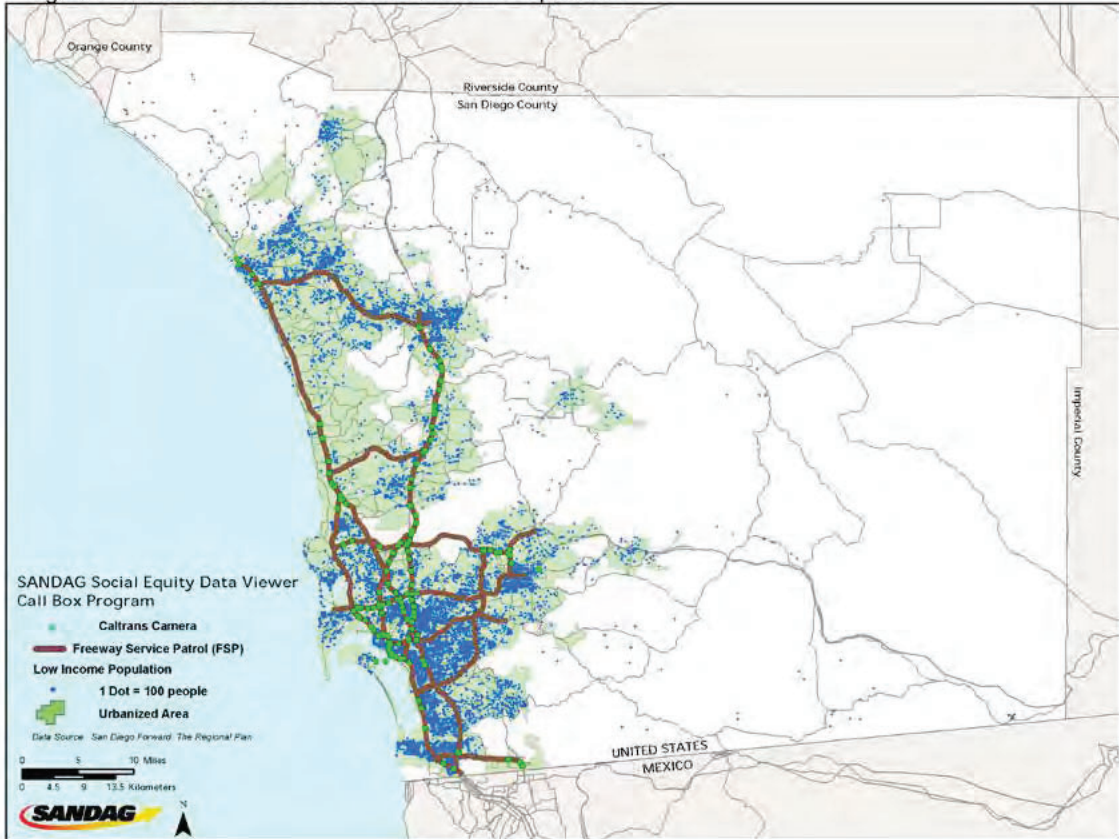 Orange County
Riverside County
San Diego County
Imperial County
SANDAG Social Equity Data Viewer
Call Box Program
Caltrans Camera
Freeway Service Patrol (FSP)
Low Income Population
1 Dot = 100 people
Urbanized Area
Data Source: San Diego Forward: The Regional Plan
0 5 10 Miles
0 4.5 9 13.5 Kilometers
SANDAG
N
UNITED STATES
MEXICO